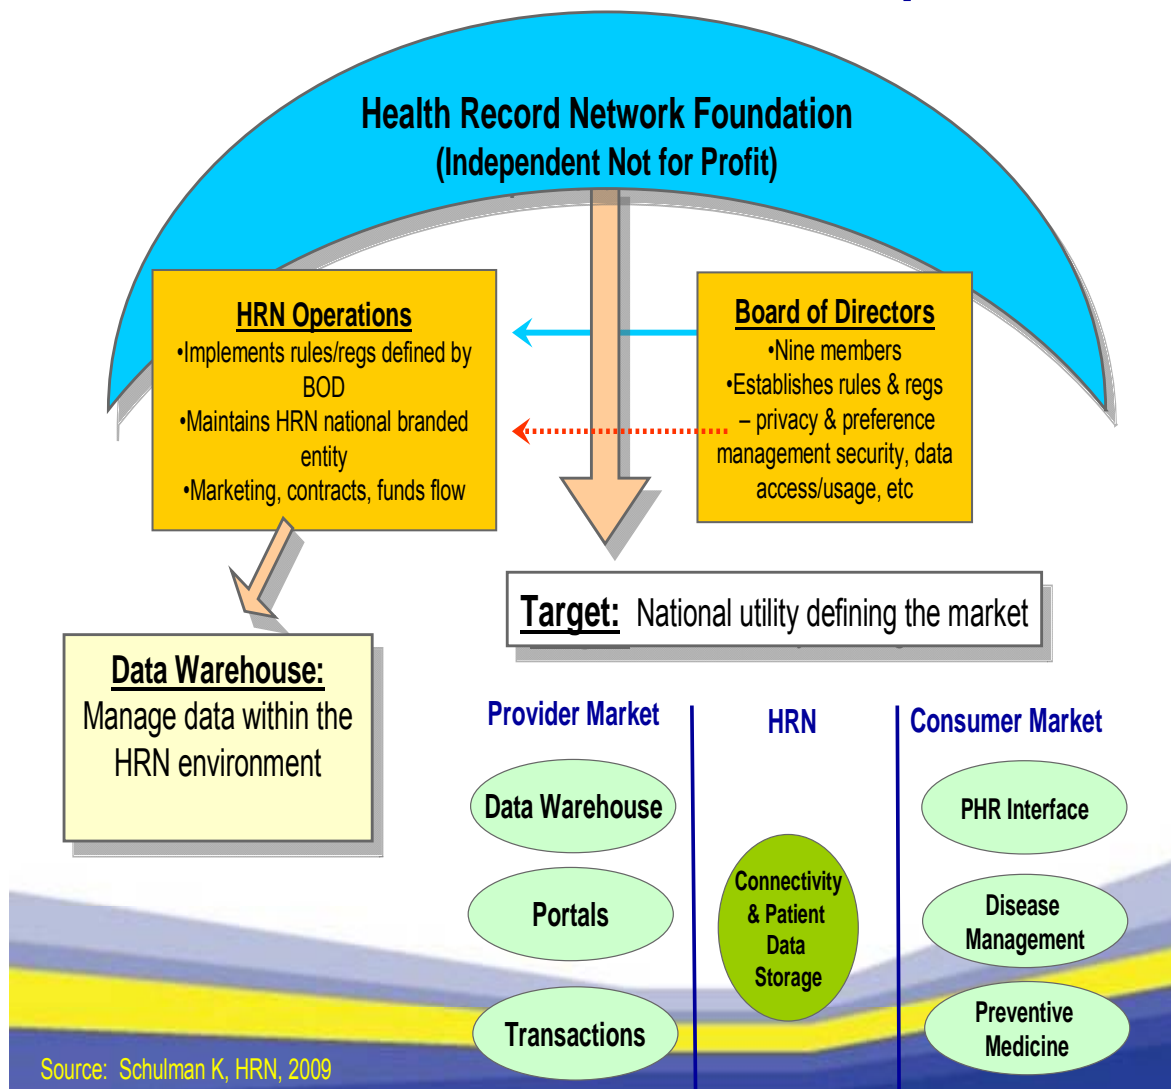 Health Record Network Foundation
(Independent Not for Profit)
HRN Operations
•Implements rules/regs defined by
BOD
•Maintains HRN national branded
entity
•Marketing, contracts, funds flow
Board of Directors
•Nine members
•Establishes rules & regs
– privacy & preference
management security, data
access/usage, etc
Target: National utility defining the market
Data Warehouse:
Manage data within the
HRN environment
Provider Market
HRN
Consumer Market
Data Warehouse
Portals
Transactions
Connectivity
& Patient
Data
Storage
PHR Interface
Disease
Management
Preventive
Medicine
Source: Schulman K, HRN, 2009